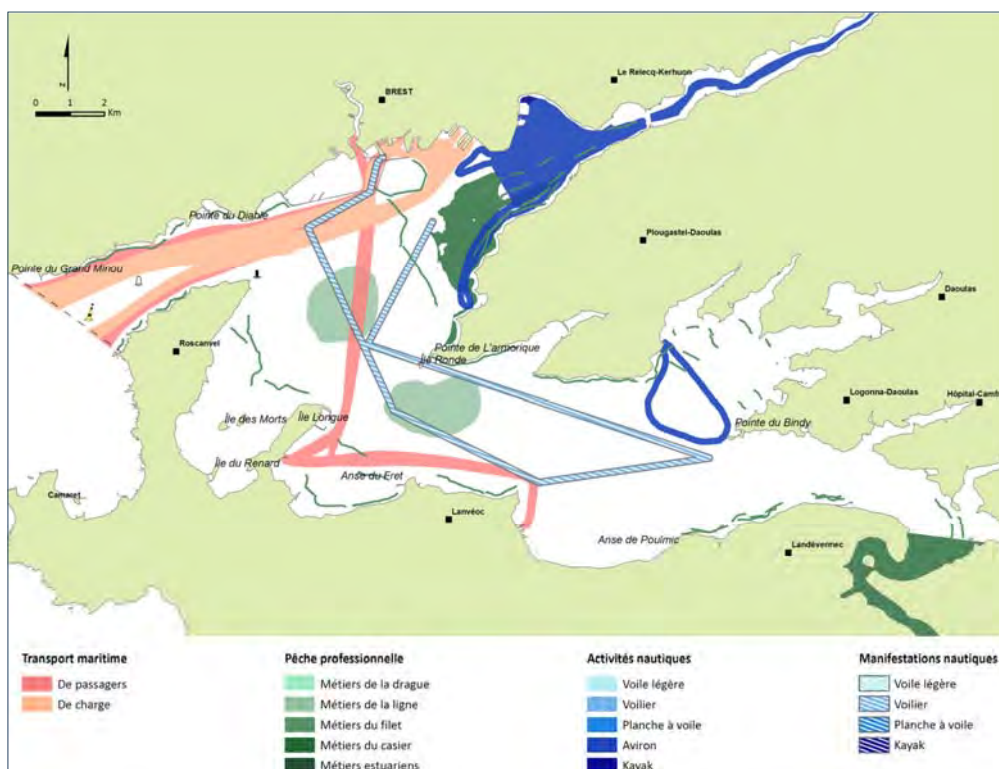 Le Relecq-Kerhuon
BREST
N
0 1 2
Km
Pointe du Diable
Plougastel-Daoulas
Pointe du Grand Minou
Daoulas
Roscanvel
Pointe de L'armorique
Île Ronde
Logonna-Daoulas
Hôpital-Camf
Île des Morts
Île Longue
Pointe du Bindy
Île du Renard
Anse du Fret
Camaret
Lanvéoc
Anse de Poulmic
Landévennec
Transport maritime
De passagers
De charge
Pêche professionnelle
Métiers de la drague
Métiers de la ligne
Métiers du filet
Métiers du casier
Métiers estuariens
Activités nautiques
Voile légère
Voilier
Planche à voile
Aviron
Kayak
Manifestations nautiques
Voile légère
Voilier
Planche à voile
Kayak